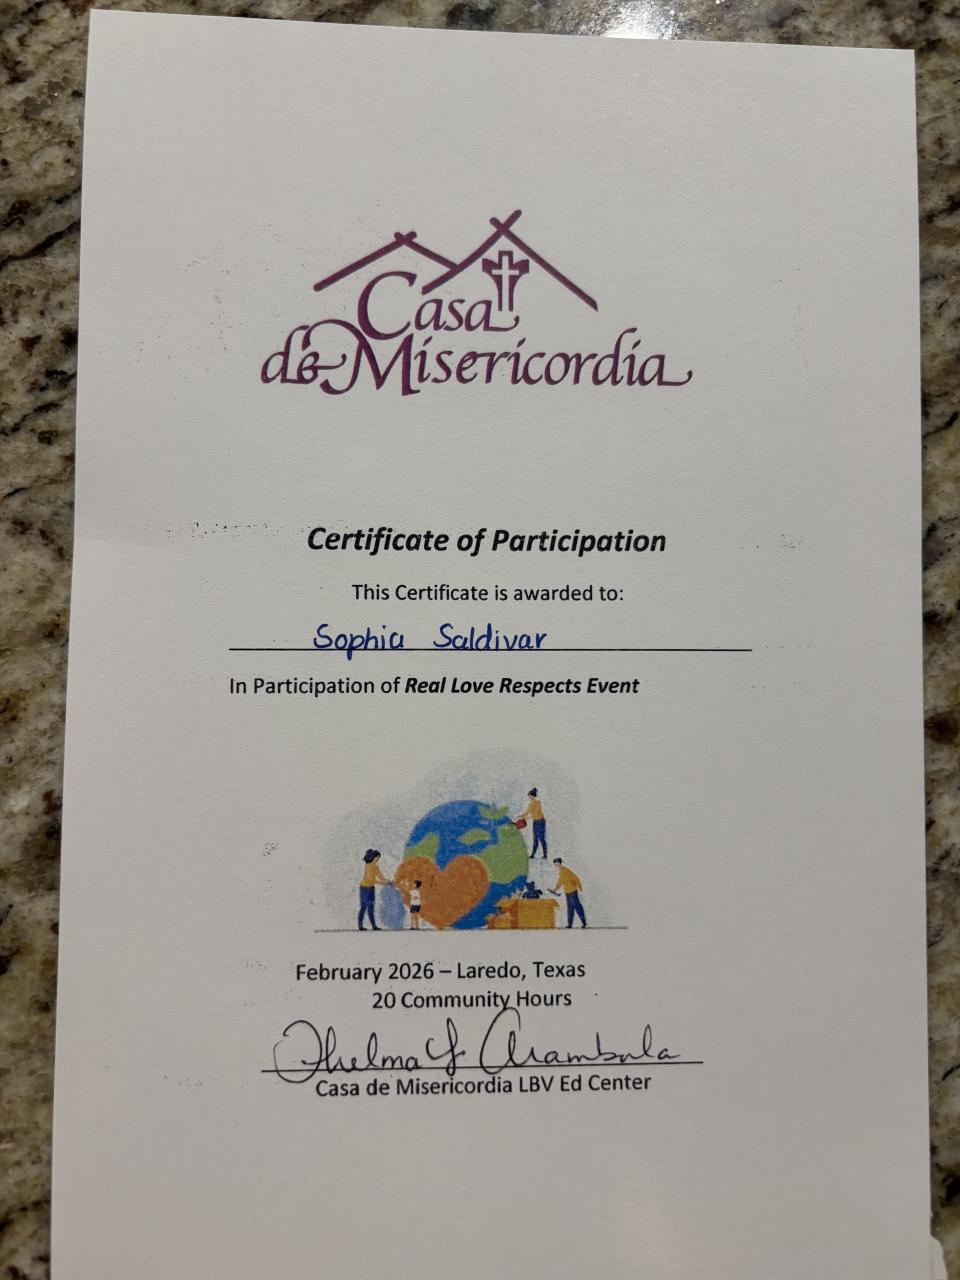 Casa
de Misericordia
Certificate of Participation
This Certificate is awarded to:
Sophia Saldivar
In Participation of Real Love Respects Event
February 2026 – Laredo, Texas
20 Community Hours
Thelma Y Arambula
Casa de Misericordia LBV Ed Center